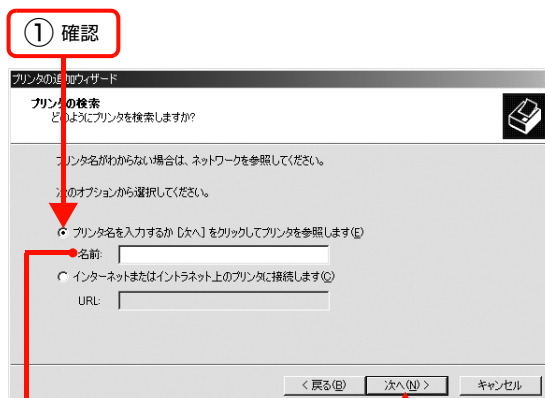 ① 確認
プリンタの追加ウィザード
プリンタの検索
どのようにプリンタを検索しますか?
プリンタ名がわからない場合は、ネットワークを参照してください。
次のオプションから選択してください。
プリンタ名を入力するか [次へ] をクリックしてプリンタを参照します(E)
名前:
インターネットまたはイントラネット上のプリンタに接続します(C)
URL:
< 戻る(B) 次へ(N) > キャンセル